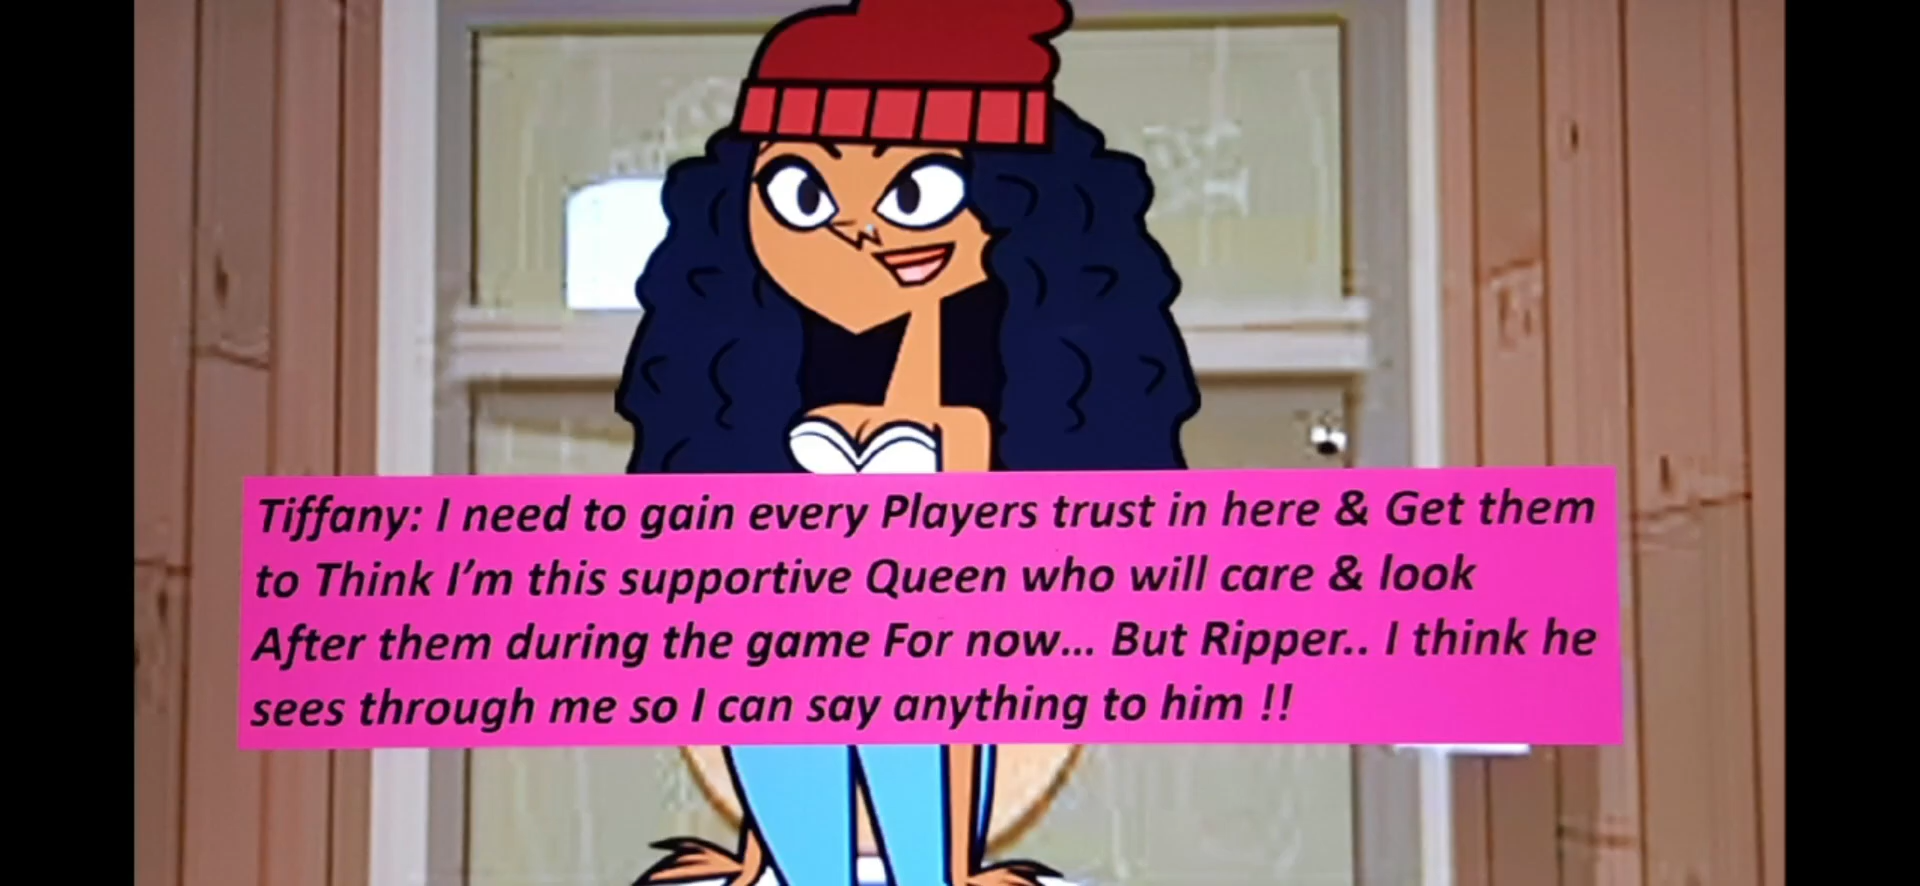 Tiffany: I need to gain every Players trust in here & Get them
to Think I'm this supportive Queen who will care & look
After them during the game For now... But Ripper.. I think he
sees through me so I can say anything to him !!